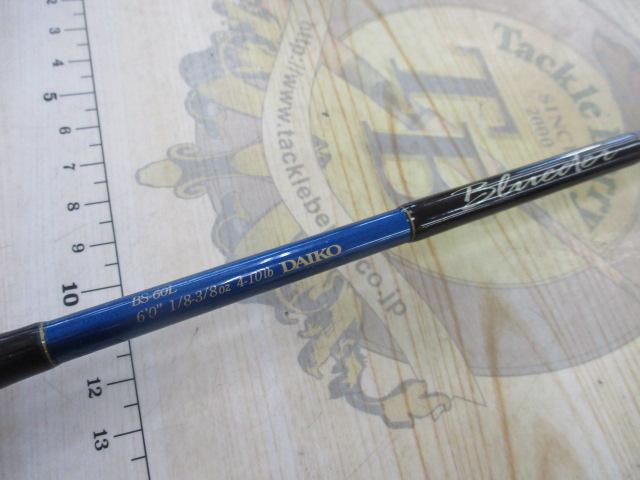 Tackle
SINCE
2000
TB
http://www.tackleberry.co.jp
Bluecolor
BS-60L
6'0" 1/8-3/8oz 4-10lb DAIKO
2
3
4
5
6
7
8
9
10
12
13